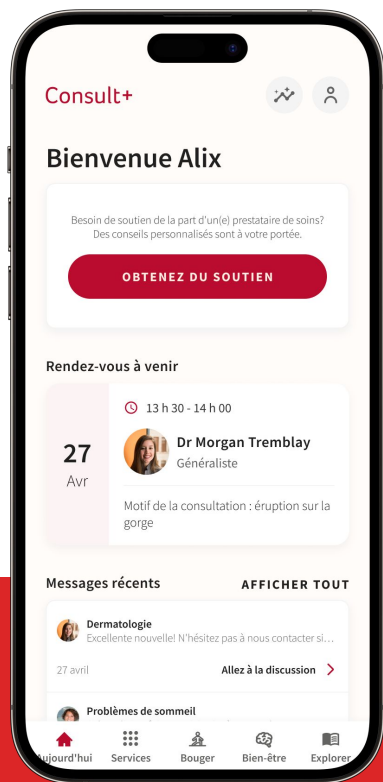 Consult+
Bienvenue Alix
Besoin de soutien de la part d'un(e) prestataire de soins?
Des conseils personnalisés sont à votre portée.
OBTENEZ DU SOUTIEN
Rendez-vous à venir
13 h 30 - 14 h 00
27
Avr
Dr Morgan Tremblay
Généraliste
Motif de la consultation : éruption sur la
gorge
Messages récents
AFFICHER TOUT
Dermatologie
Excellente nouvelle! N'hésitez pas à nous contacter si...
27 avril
Allez à la discussion
Problèmes de sommeil
Aujourd'hui
Services
Bouger
Bien-être
Explorer